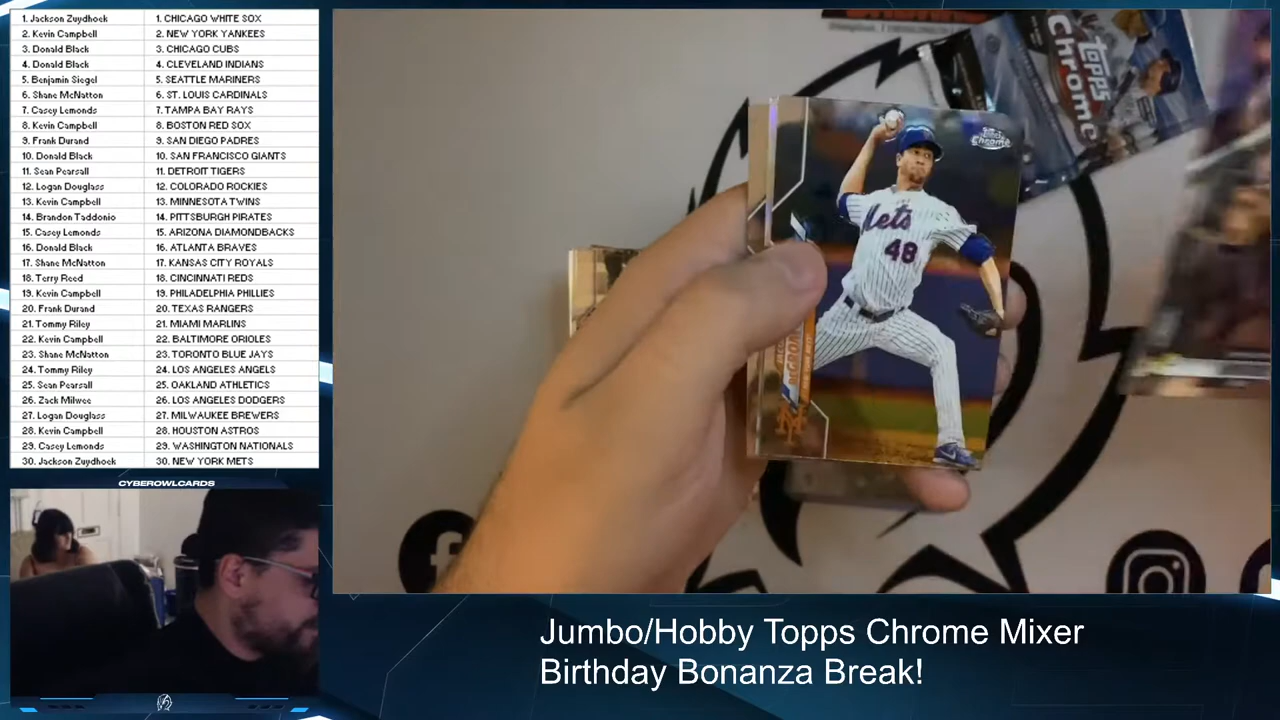 1. Jackson Zuydhoek
1. CHICAGO WHITE SOX
2. Kevin Campbell
2. NEW YORK YANKEES
3. Donald Black
3. CHICAGO CUBS
4. Donald Black
4. CLEVELAND INDIANS
5. Benjamin Siegel
5. SEATTLE MARINERS
6. Shane McNatton
6. ST. LOUIS CARDINALS
7. Casey Lemonds
7. TAMPA BAY RAYS
8. Kevin Campbell
8. BOSTON RED SOX
9. Frank Durand
9. SAN DIEGO PADRES
10. Donald Black
10. SAN FRANCISCO GIANTS
11. Sean Pearsall
11. DETROIT TIGERS
12. Logan Douglass
12. COLORADO ROCKIES
13. Kevin Campbell
13. MINNESOTA TWINS
14. Brandon Taddonio
14. PITTSBURGH PIRATES
15. Casey Lemonds
15. ARIZONA DIAMONDBACKS
16. Donald Black
16. ATLANTA BRAVES
17. Shane McNatton
17. KANSAS CITY ROYALS
18. Terry Reed
18. CINCINNATI REDS
19. Kevin Campbell
19. PHILADELPHIA PHILLIES
20. Frank Durand
20. TEXAS RANGERS
21. Tommy Riley
21. MIAMI MARLINS
22. Kevin Campbell
22. BALTIMORE ORIOLES
23. Shane McNatton
23. TORONTO BLUE JAYS
24. Tommy Riley
24. LOS ANGELES ANGELS
25. Sean Pearsall
25. OAKLAND ATHLETICS
26. Zack Milwee
26. LOS ANGELES DODGERS
27. Logan Douglass
27. MILWAUKEE BREWERS
28. Kevin Campbell
28. HOUSTON ASTROS
29. Casey Lemonds
29. WASHINGTON NATIONALS
30. Jackson Zuydhoek
30. NEW YORK METS
CYBEROWLCARDS
Topps
Chrome
Chrome
Mets
48
Jumbo/Hobby Topps Chrome Mixer
Birthday Bonanza Break!